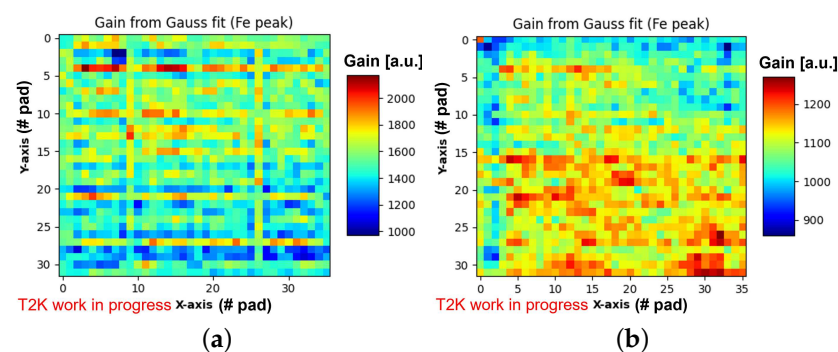 Gain from Gauss fit (Fe peak)
Gain [a.u.]
0
5
10
15
20
25
30
Y-axis (# pad)
0 10 20 30
2000
1800
1600
1400
1200
1000
T2K work in progress X-axis (# pad)
(a)
Gain from Gauss fit (Fe peak)
Gain [a.u.]
0
5
10
15
20
25
30
Y-axis (# pad)
0 5 10 15 20 25 30 35
1200
1100
1000
900
T2K work in progress X-axis (# pad)
(b)